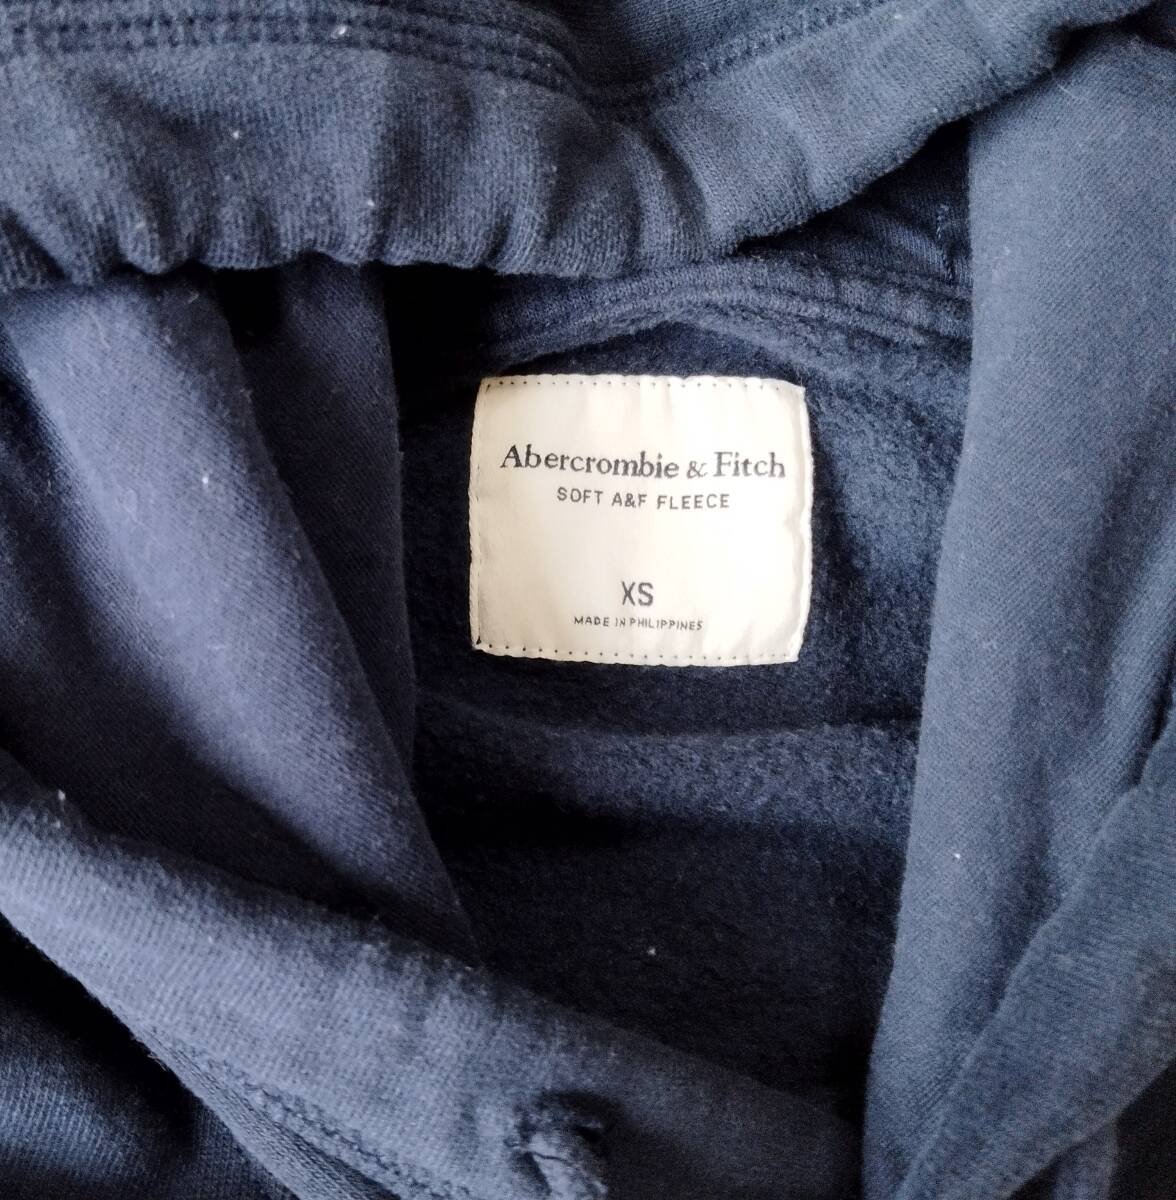 Abercrombie & Fitch
SOFT A&F FLEECE
XS
MADE IN PHILIPPINES